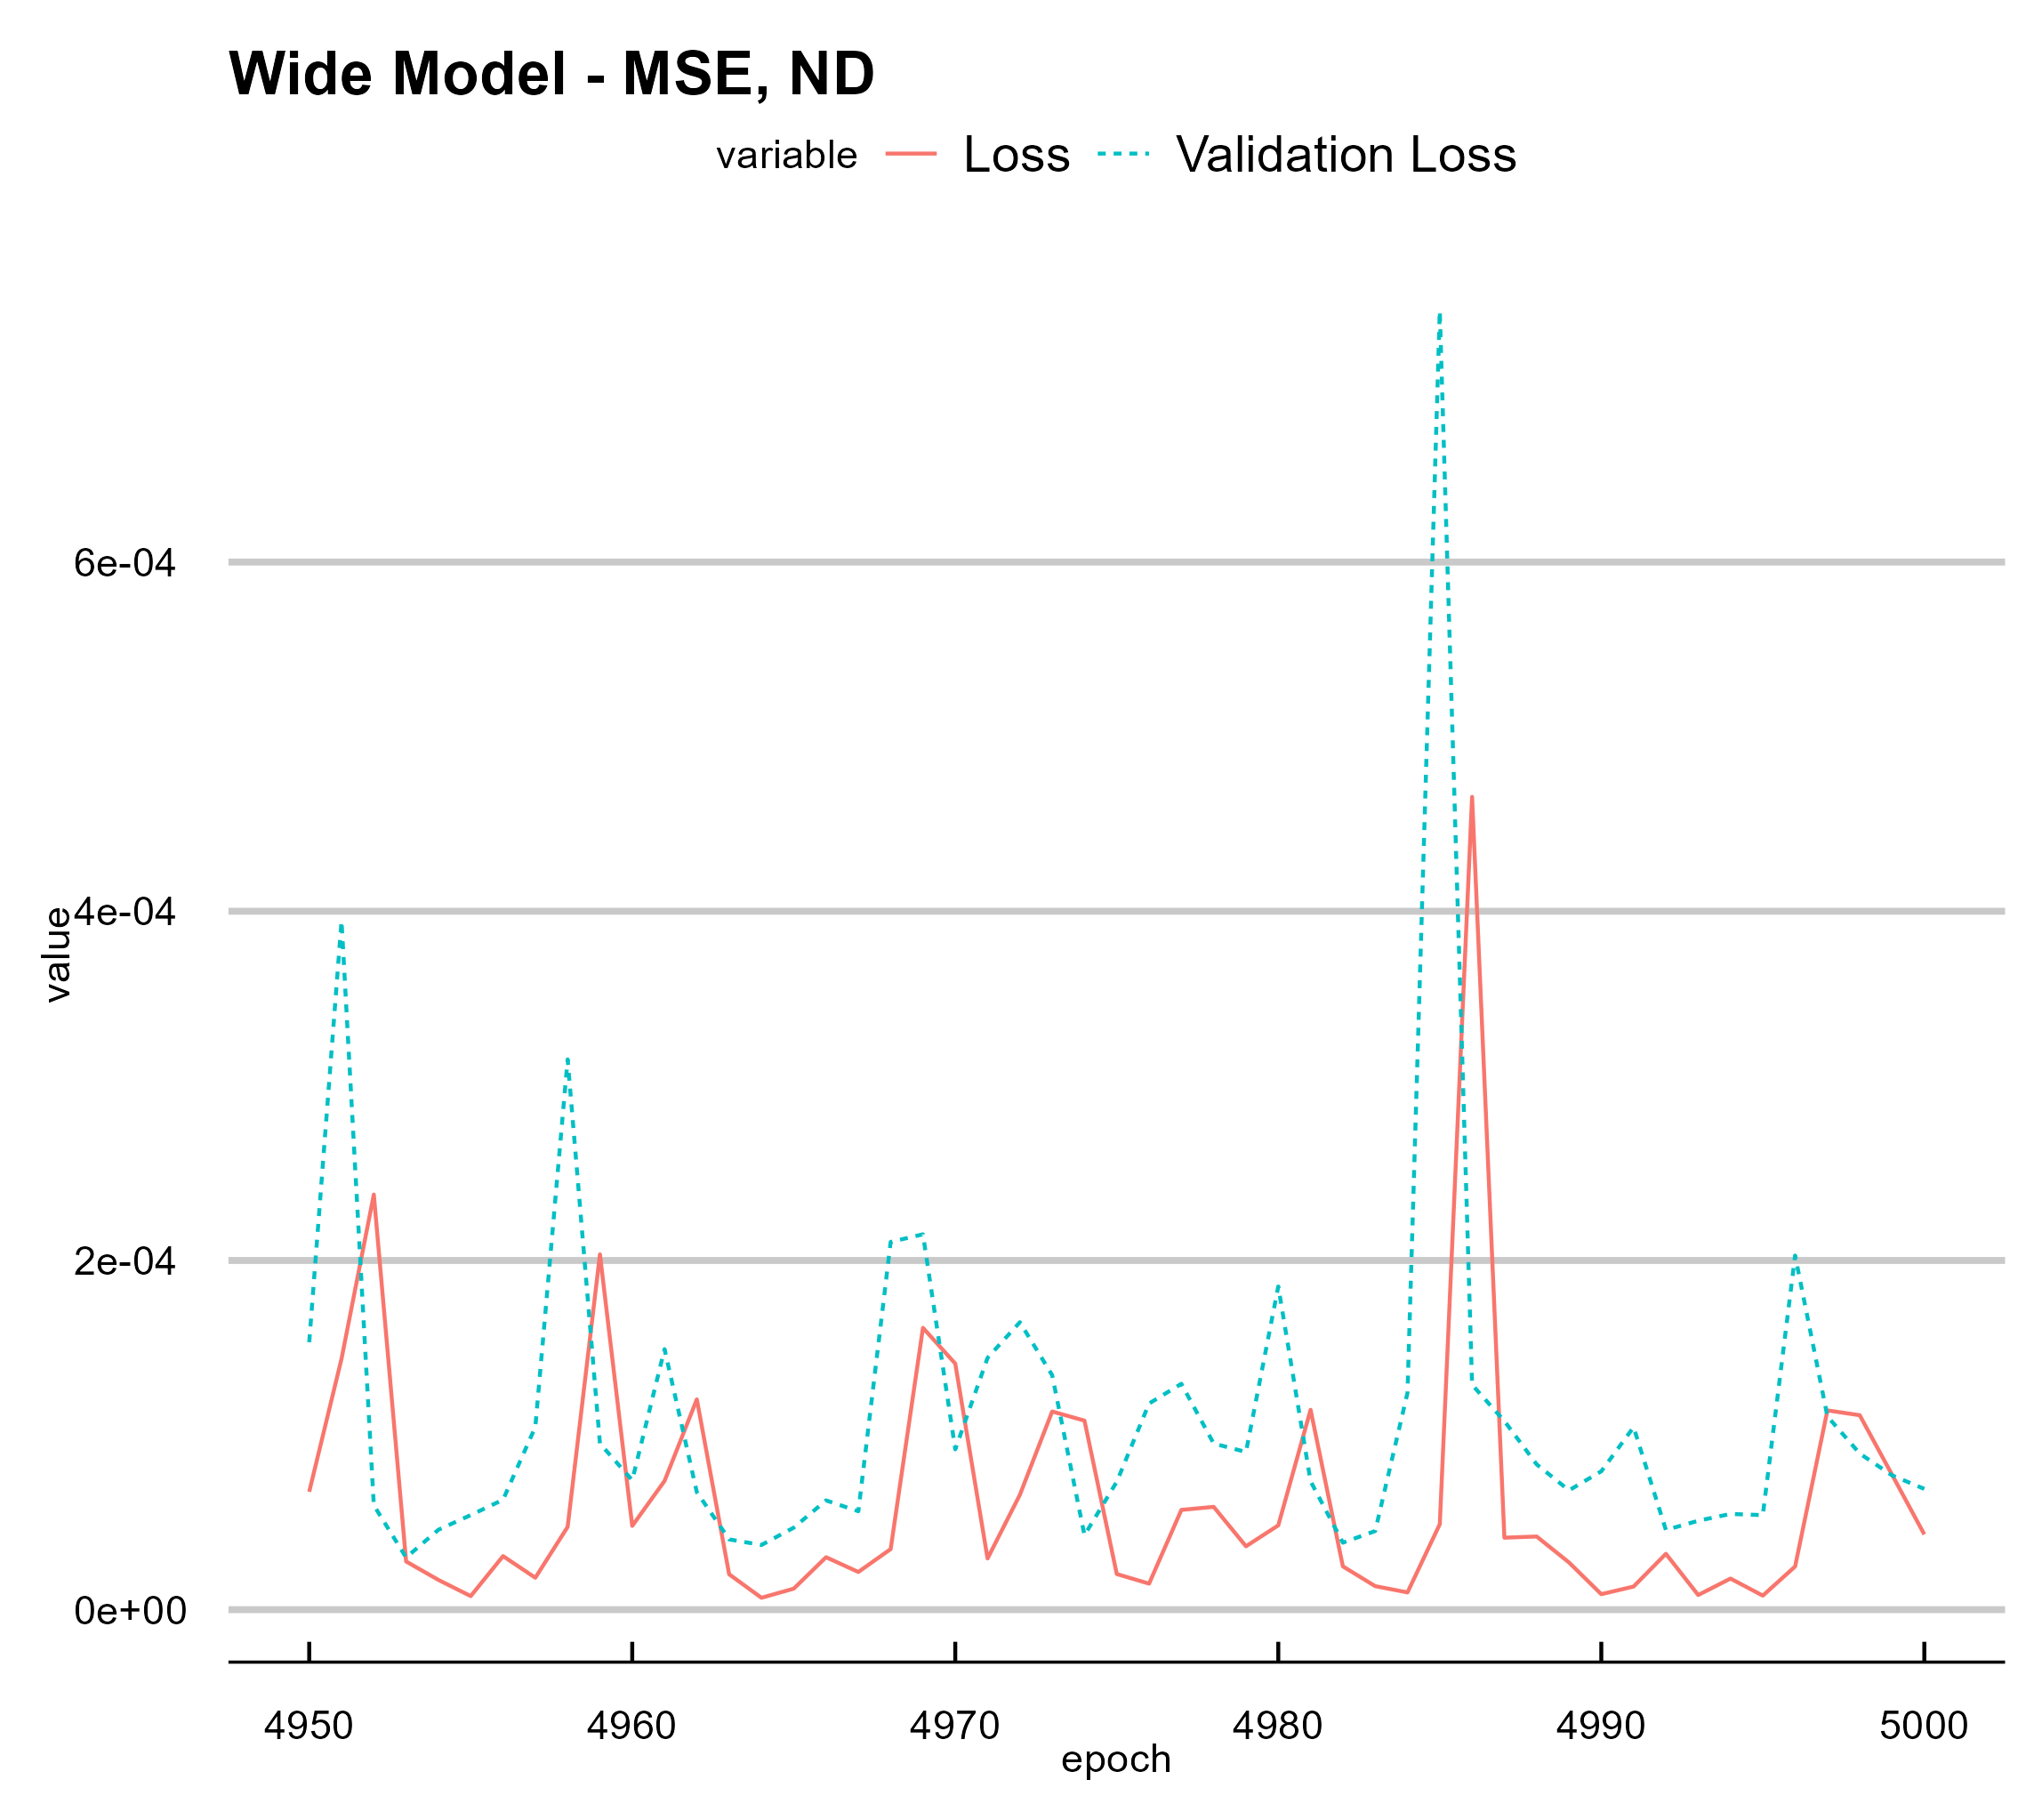 Wide Model - MSE, ND
variable Loss Validation Loss
6e-04
4e-04
2e-04
0e+00
value
4950 4960 4970 4980 4990 5000
epoch